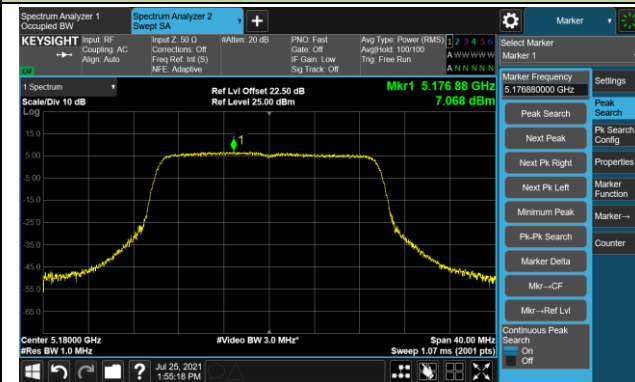 Spectrum Analyzer 1
Occupied BW
Spectrum Analyzer 2
Swept SA
+
Marker
KEYSIGHT
Input: RF
Coupling: AC
Align: Auto
Input Z: 50 Ω
Corrections: Off
Freq Ref: Int (S)
NFE: Adaptive
#Atten: 20 dB
PNO: Fast
Gate: Off
IF Gain: Low
Sig Track: Off
Avg Type: Power (RMS)
Avg|Hold: 100/100
Trig: Free Run
1 2 3 4 5 6
A W W W W W
A N N N N N
Select Marker
Marker 1
1 Spectrum
Scale/Div 10 dB
Log
Ref Lvl Offset 22.50 dB
Ref Level 25.00 dBm
Mkr1 5.176 88 GHz
7.068 dBm
15.0
5.00
-5.00
-15.0
-25.0
-35.0
-45.0
-55.0
-65.0
1
Center 5.18000 GHz
#Res BW 1.0 MHz
#Video BW 3.0 MHz*
Span 40.00 MHz
Sweep 1.07 ms (2001 pts)
Marker Frequency
5.176880000 GHz
Peak Search
Next Peak
Next Pk Right
Next Pk Left
Minimum Peak
Pk-Pk Search
Marker Delta
Mkr→CF
Mkr→Ref Lvl
Continuous Peak
Search
On
Off
Settings
Peak
Search
Pk Search
Config
Properties
Marker
Function
Marker→
Counter
?
Jul 25, 2021
1:55:18 PM